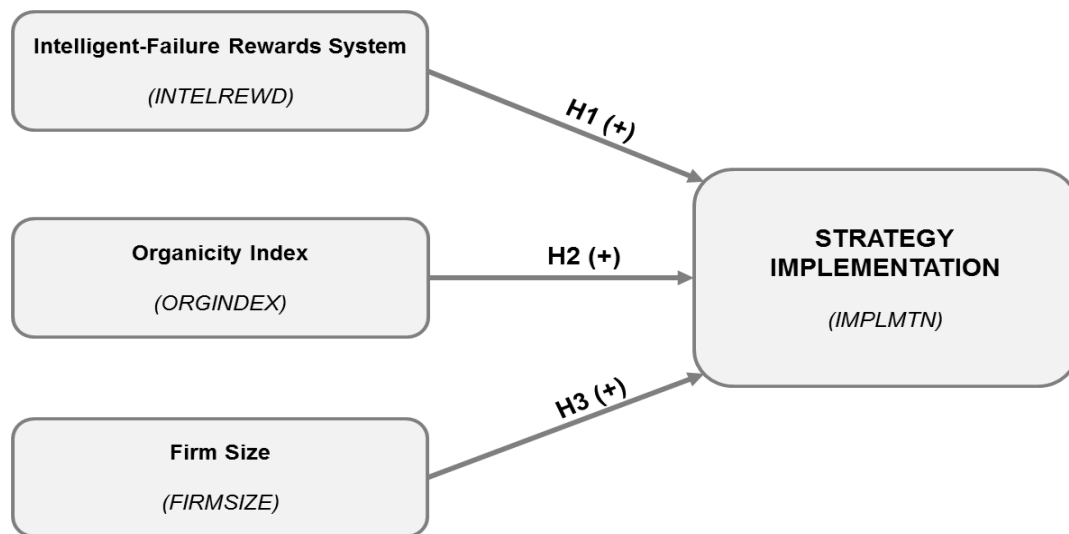 Intelligent-Failure Rewards System
(INTELREWD)
H1 (+)
Organicity Index
(ORGINDEX)
H2 (+)
STRATEGY
IMPLEMENTATION
(IMPLMTN)
Firm Size
(FIRMSIZE)
H3 (+)